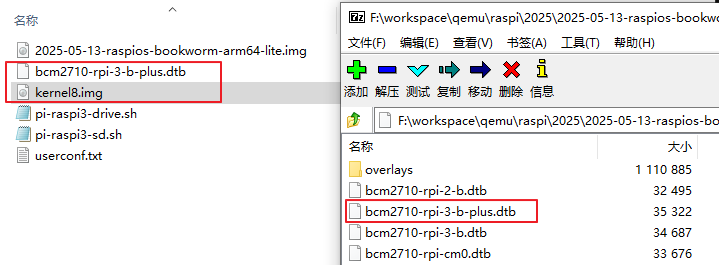 名称
2025-05-13-raspios-bookworm-arm64-lite.img
bcm2710-rpi-3-b-plus.dtb
kernel8.img
pi-raspi3-drive.sh
pi-raspi3-sd.sh
userconf.txt
7z F:\workspace\qemu\raspi\2025\2025-05-13-raspios-bookwo
文件(F) 编辑(E) 查看(V) 书签(A) 工具(T) 帮助(H)
添加 解压 测试 复制 移动 删除 信息
F:\workspace\qemu\raspi\2025\2025-05-13-raspios-
名称 大小
overlays 1 110 885
bcm2710-rpi-2-b.dtb 32 495
bcm2710-rpi-3-b-plus.dtb 35 322
bcm2710-rpi-3-b.dtb 34 687
bcm2710-rpi-cm0.dtb 33 676